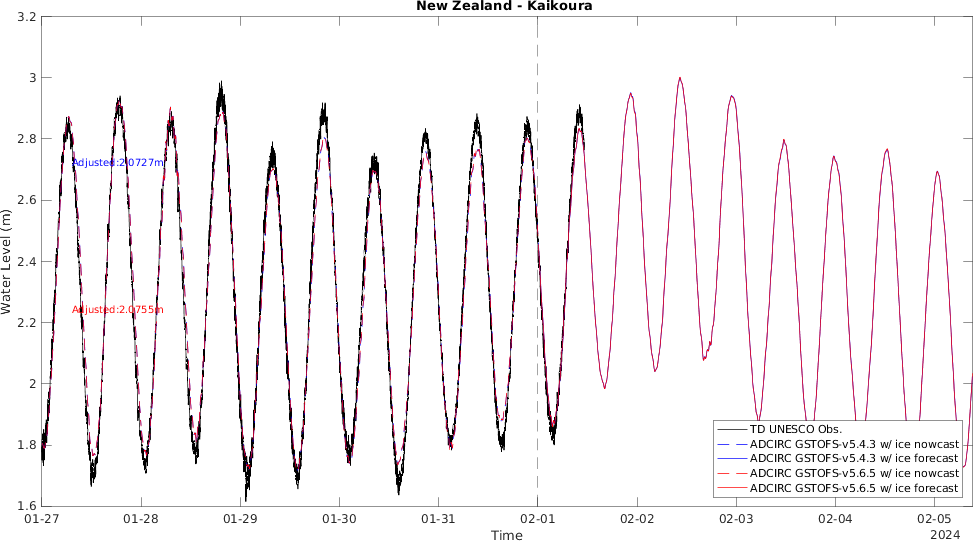 New Zealand - Kaikoura
3.2
3
2.8
2.6
2.4
2.2
2
1.8
1.6
Water Level (m)
Adjusted:2.0727m
Adjusted:2.0755m
TD UNESCO Obs.
ADCIRC GSTOFS-v5.4.3 w/ ice nowcast
ADCIRC GSTOFS-v5.4.3 w/ ice forecast
ADCIRC GSTOFS-v5.6.5 w/ ice nowcast
ADCIRC GSTOFS-v5.6.5 w/ ice forecast
01-27 01-28 01-29 01-30 01-31 02-01 02-02 02-03 02-04 02-05
Time
2024